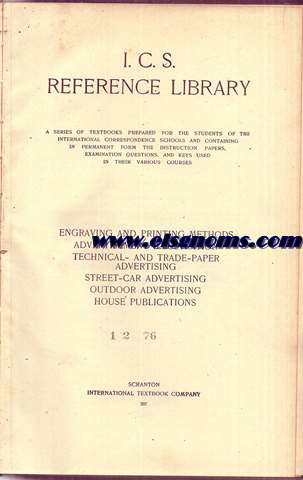 I. C. S.
REFERENCE LIBRARY
A SERIES OF TEXTBOOKS PREPARED FOR THE STUDENTS OF THE
INTERNATIONAL CORRESPONDENCE SCHOOLS AND CONTAINING
IN PERMANENT FORM THE INSTRUCTION PAPERS,
EXAMINATION QUESTIONS, AND KEYS USED
IN THEIR VARIOUS COURSES
ENGRAVING AND PRINTING METHODS
www.elsenoms.com
TECHNICAL- AND TRADE-PAPER
ADVERTISING
STREET-CAR ADVERTISING
OUTDOOR ADVERTISING
HOUSE PUBLICATIONS
12 76
SCRANTON
INTERNATIONAL TEXTBOOK COMPANY